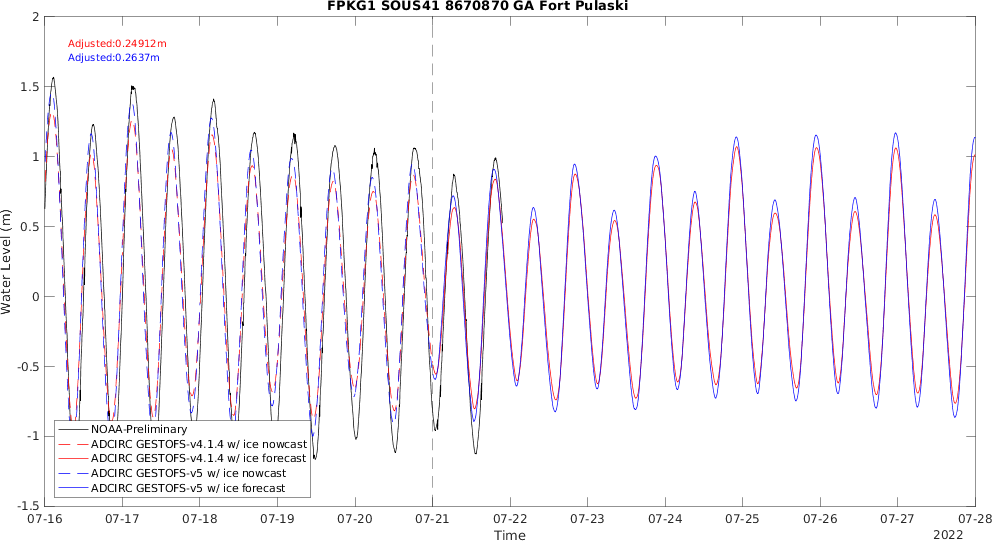 FPKG1 SOUS41 8670870 GA Fort Pulaski
Adjusted:0.24912m
Adjusted:0.2637m
Water Level (m)
2
1.5
1
0.5
0
-0.5
-1
-1.5
NOAA-Preliminary
ADCIRC GESTOFS-v4.1.4 w/ ice nowcast
ADCIRC GESTOFS-v4.1.4 w/ ice forecast
ADCIRC GESTOFS-v5 w/ ice nowcast
ADCIRC GESTOFS-v5 w/ ice forecast
07-16 07-17 07-18 07-19 07-20 07-21 07-22 07-23 07-24 07-25 07-26 07-27 07-28
Time
2022